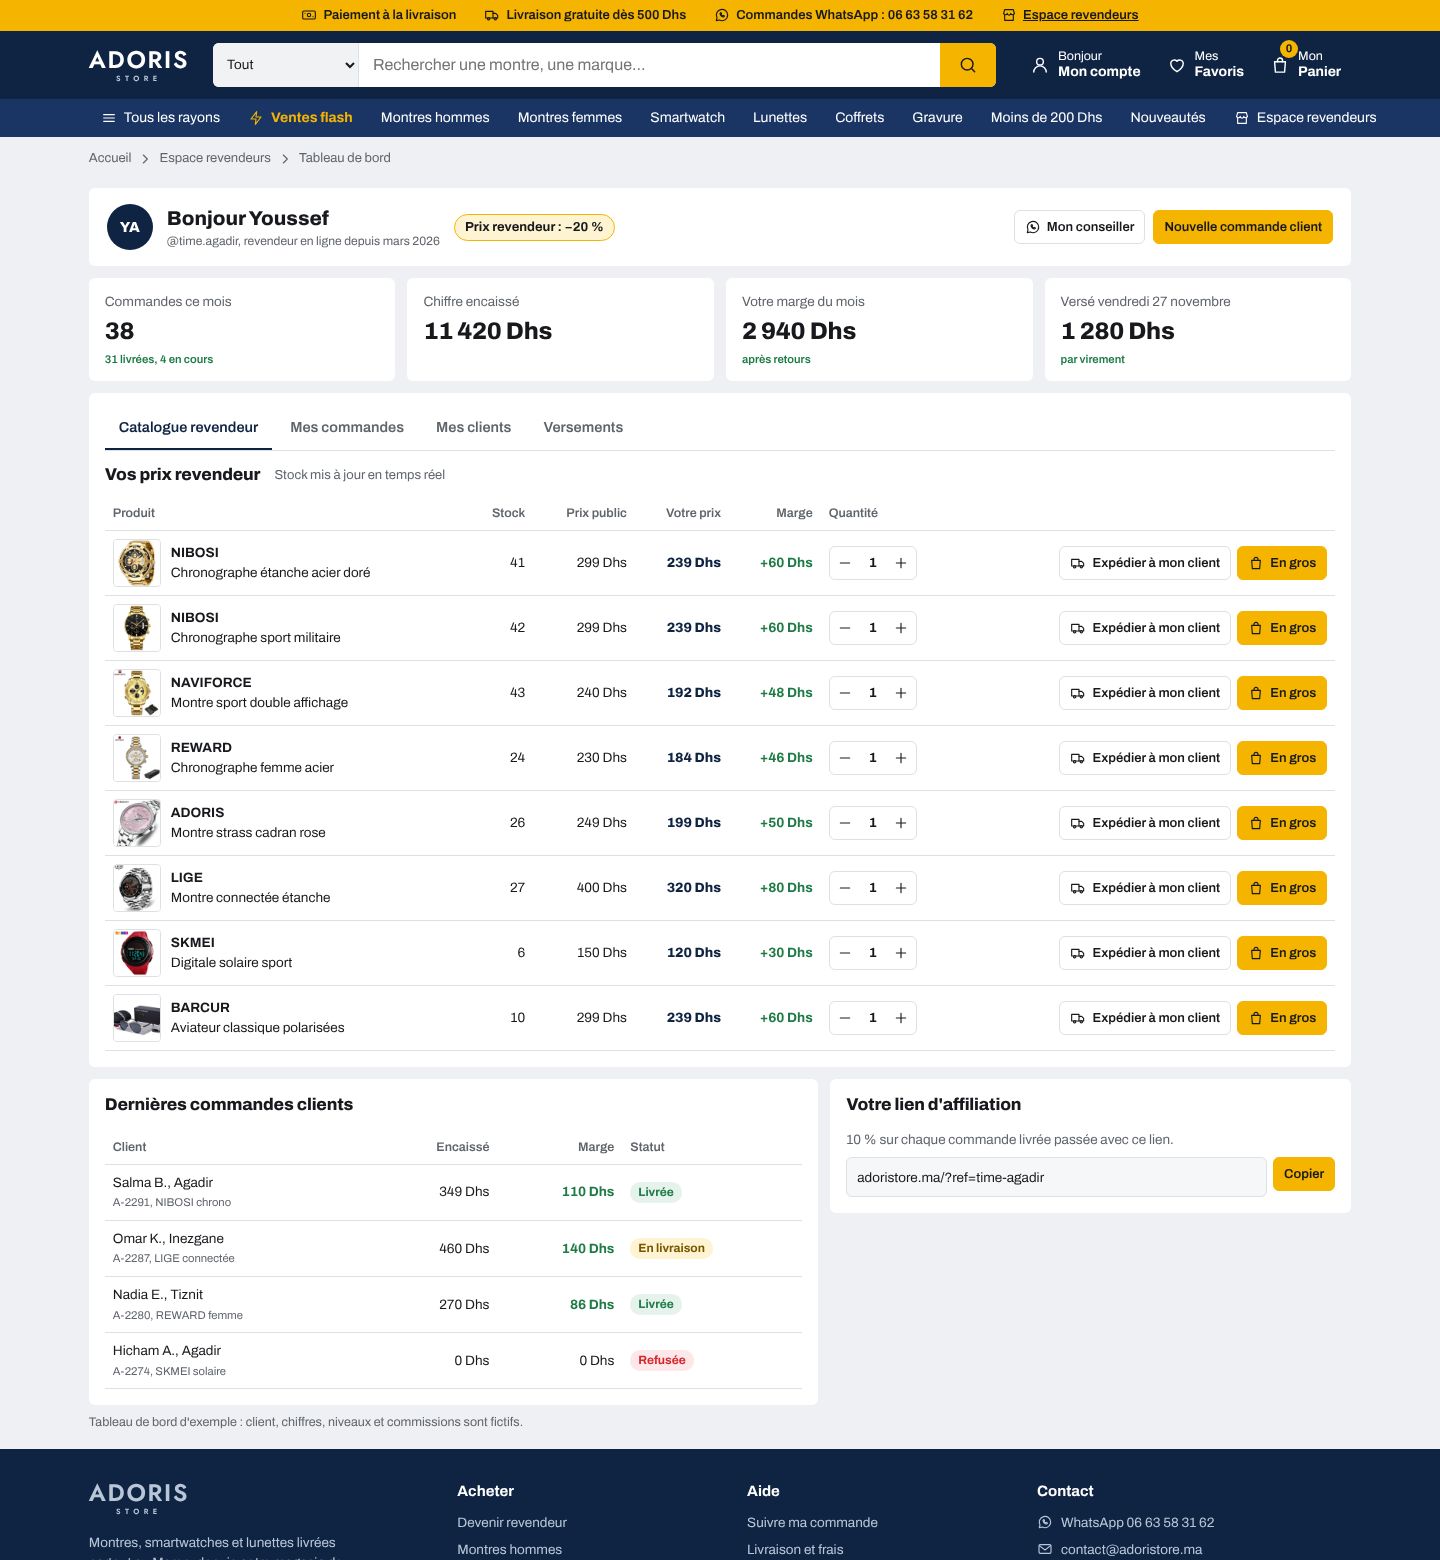 Paiement à la livraison Livraison gratuite dès 500 Dhs Commandes WhatsApp : 06 63 58 31 62 Espace revendeurs
ADORIS
STORE
Tout
Rechercher une montre, une marque...
Bonjour
Mon compte
Mes
Favoris
0
Mon
Panier
Tous les rayons Ventes flash Montres hommes Montres femmes Smartwatch Lunettes Coffrets Gravure Moins de 200 Dhs Nouveautés Espace revendeurs
Accueil Espace revendeurs Tableau de bord
YA
Bonjour Youssef
@time.agadir, revendeur en ligne depuis mars 2026
Prix revendeur : −20 %
Mon conseiller
Nouvelle commande client
Commandes ce mois
38
31 livrées, 4 en cours
Chiffre encaissé
11 420 Dhs
Votre marge du mois
2 940 Dhs
après retours
Versé vendredi 27 novembre
1 280 Dhs
par virement
Catalogue revendeur Mes commandes Mes clients Versements
Vos prix revendeur Stock mis à jour en temps réel
Produit Stock Prix public Votre prix Marge Quantité
NIBOSI
Chronographe étanche acier doré
41 299 Dhs 239 Dhs +60 Dhs − 1 + Expédier à mon client En gros
NIBOSI
Chronographe sport militaire
42 299 Dhs 239 Dhs +60 Dhs − 1 + Expédier à mon client En gros
NAVIFORCE
Montre sport double affichage
43 240 Dhs 192 Dhs +48 Dhs − 1 + Expédier à mon client En gros
REWARD
Chronographe femme acier
24 230 Dhs 184 Dhs +46 Dhs − 1 + Expédier à mon client En gros
ADORIS
Montre strass cadran rose
26 249 Dhs 199 Dhs +50 Dhs − 1 + Expédier à mon client En gros
LIGE
Montre connectée étanche
27 400 Dhs 320 Dhs +80 Dhs − 1 + Expédier à mon client En gros
SKMEI
Digitale solaire sport
6 150 Dhs 120 Dhs +30 Dhs − 1 + Expédier à mon client En gros
BARCUR
Aviateur classique polarisées
10 299 Dhs 239 Dhs +60 Dhs − 1 + Expédier à mon client En gros
Dernières commandes clients
Client Encaissé Marge Statut
Salma B., Agadir
A-2291, NIBOSI chrono
349 Dhs 110 Dhs Livrée
Omar K., Inezgane
A-2287, LIGE connectée
460 Dhs 140 Dhs En livraison
Nadia E., Tiznit
A-2280, REWARD femme
270 Dhs 86 Dhs Livrée
Hicham A., Agadir
A-2274, SKMEI solaire
0 Dhs 0 Dhs Refusée
Votre lien d'affiliation
10 % sur chaque commande livrée passée avec ce lien.
adoristore.ma/?ref=time-agadir
Copier
Tableau de bord d'exemple : client, chiffres, niveaux et commissions sont fictifs.
ADORIS
STORE
Montres, smartwatches et lunettes livrées
Acheter
Devenir revendeur
Montres hommes
Aide
Suivre ma commande
Livraison et frais
Contact
WhatsApp 06 63 58 31 62
contact@adoristore.ma